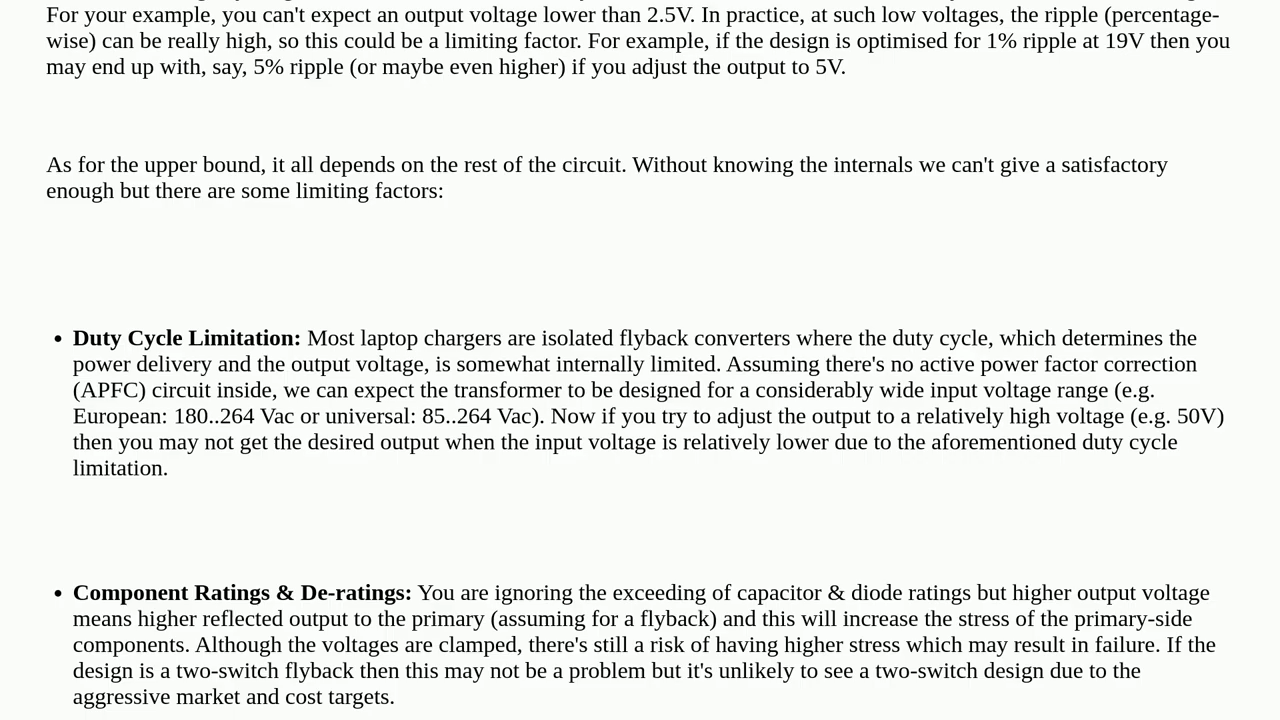 For your example, you can't expect an output voltage lower than 2.5V. In practice, at such low voltages, the ripple (percentage-
wise) can be really high, so this could be a limiting factor. For example, if the design is optimised for 1% ripple at 19V then you
may end up with, say, 5% ripple (or maybe even higher) if you adjust the output to 5V.
As for the upper bound, it all depends on the rest of the circuit. Without knowing the internals we can't give a satisfactory
enough but there are some limiting factors:
• Duty Cycle Limitation: Most laptop chargers are isolated flyback converters where the duty cycle, which determines the
power delivery and the output voltage, is somewhat internally limited. Assuming there's no active power factor correction
(APFC) circuit inside, we can expect the transformer to be designed for a considerably wide input voltage range (e.g.
European: 180..264 Vac or universal: 85..264 Vac). Now if you try to adjust the output to a relatively high voltage (e.g. 50V)
then you may not get the desired output when the input voltage is relatively lower due to the aforementioned duty cycle
limitation.
• Component Ratings & De-ratings: You are ignoring the exceeding of capacitor & diode ratings but higher output voltage
means higher reflected output to the primary (assuming for a flyback) and this will increase the stress of the primary-side
components. Although the voltages are clamped, there's still a risk of having higher stress which may result in failure. If the
design is a two-switch flyback then this may not be a problem but it's unlikely to see a two-switch design due to the
aggressive market and cost targets.